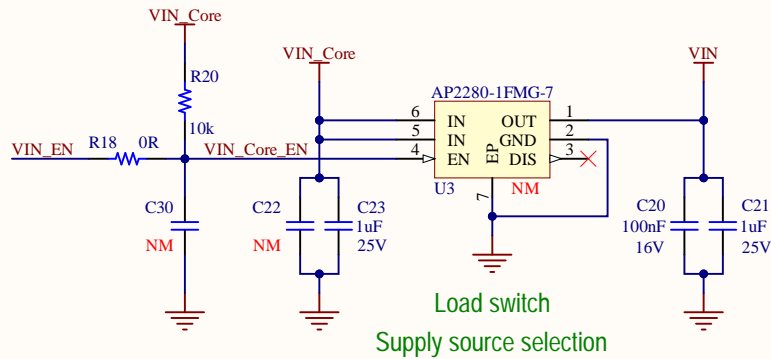 VIN_Core
R20
10k
VIN_EN
R18
0R
VIN_Core_EN
C30
NM
VIN_Core
C22
NM
C23
1uF
25V
AP2280-1FMG-7
6
IN
OUT
1
5
IN
GND
2
4
EN
EP
DIS
3
U3
7
NM
VIN
C20
100nF
16V
C21
1uF
25V
Load switch
Supply source selection